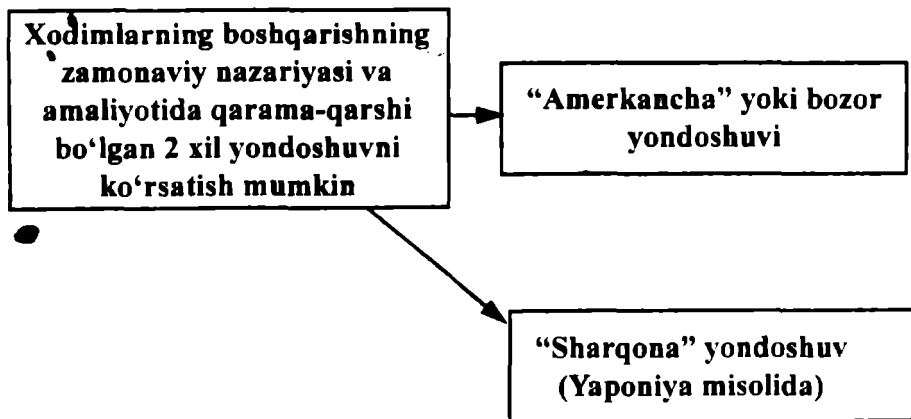 Xodimlarning boshqarishning
zamonaviy nazariyasi va
amaliyotida qarama-qarshi
bo‘lgan 2 xil yondoshuvni
ko‘rsatish mumkin
“Amerkancha” yoki bozor
yondoshuvi
“Sharqona” yondoshuv
(Yaponiya misolida)